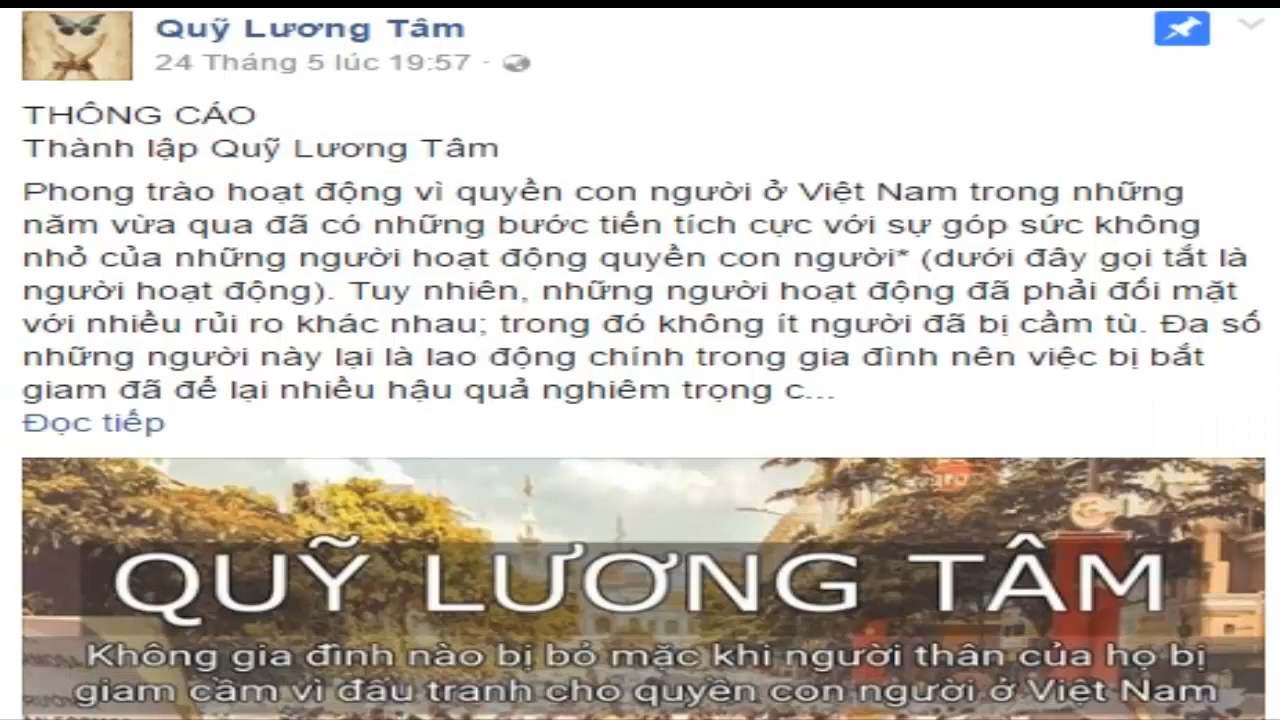 Quỹ Lương Tâm
24 Tháng 5 lúc 19:57 ·
THÔNG CÁO
Thành lập Quỹ Lương Tâm
Phong trào hoạt động vì quyền con người ở Việt Nam trong những
năm vừa qua đã có những bước tiến tích cực với sự góp sức không
nhỏ của những người hoạt động quyền con người* (dưới đây gọi tắt là
người hoạt động). Tuy nhiên, những người hoạt động đã phải đối mặt
với nhiều rủi ro khác nhau; trong đó không ít người đã bị cầm tù. Đa số
những người này lại là lao động chính trong gia đình nên việc bị bắt
giam đã để lại nhiều hậu quả nghiêm trọng c...
Đọc tiếp
QUỸ LƯƠNG TÂM
Không gia đình nào bị bỏ mặc khi người thân của họ bị
giam cầm vì đấu tranh cho quyền con người ở Việt Nam